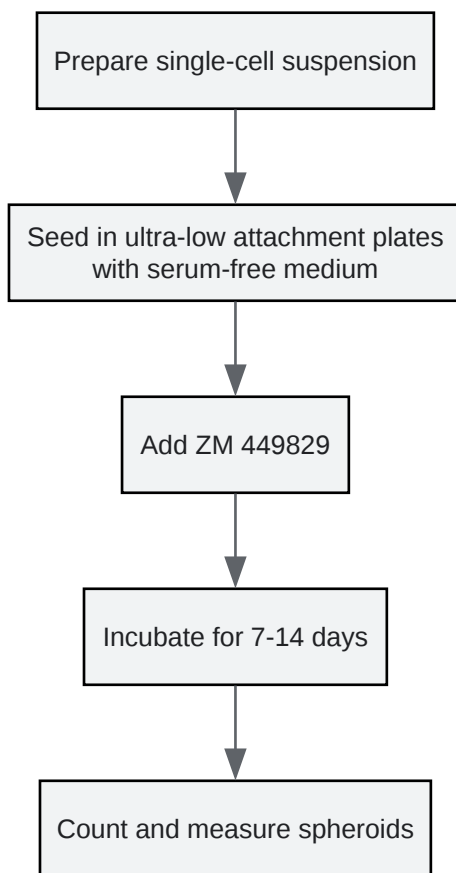 Prepare single-cell suspension
Seed in ultra-low attachment plates
with serum-free medium
Add ZM 449829
Incubate for 7-14 days
Count and measure spheroids